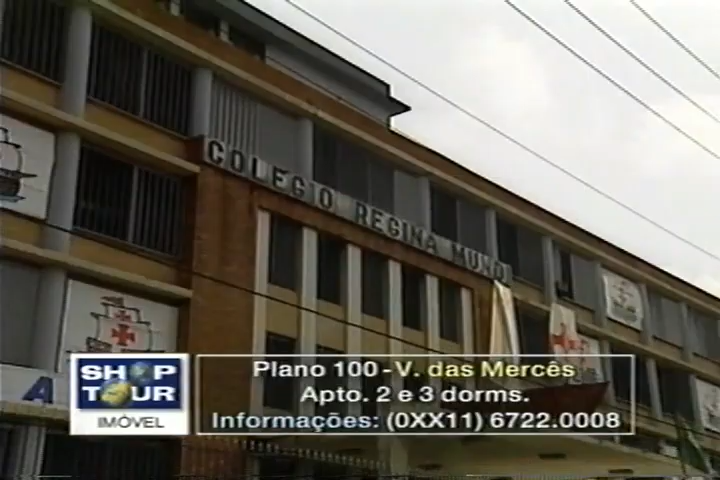 COLEGIO REGINA MUNDI
A
SHOP TOUR
IMÓVEL
Plano 100 - V. das Mercês
Apto. 2 e 3 dorms.
Informações: (0XX11) 6722.0008